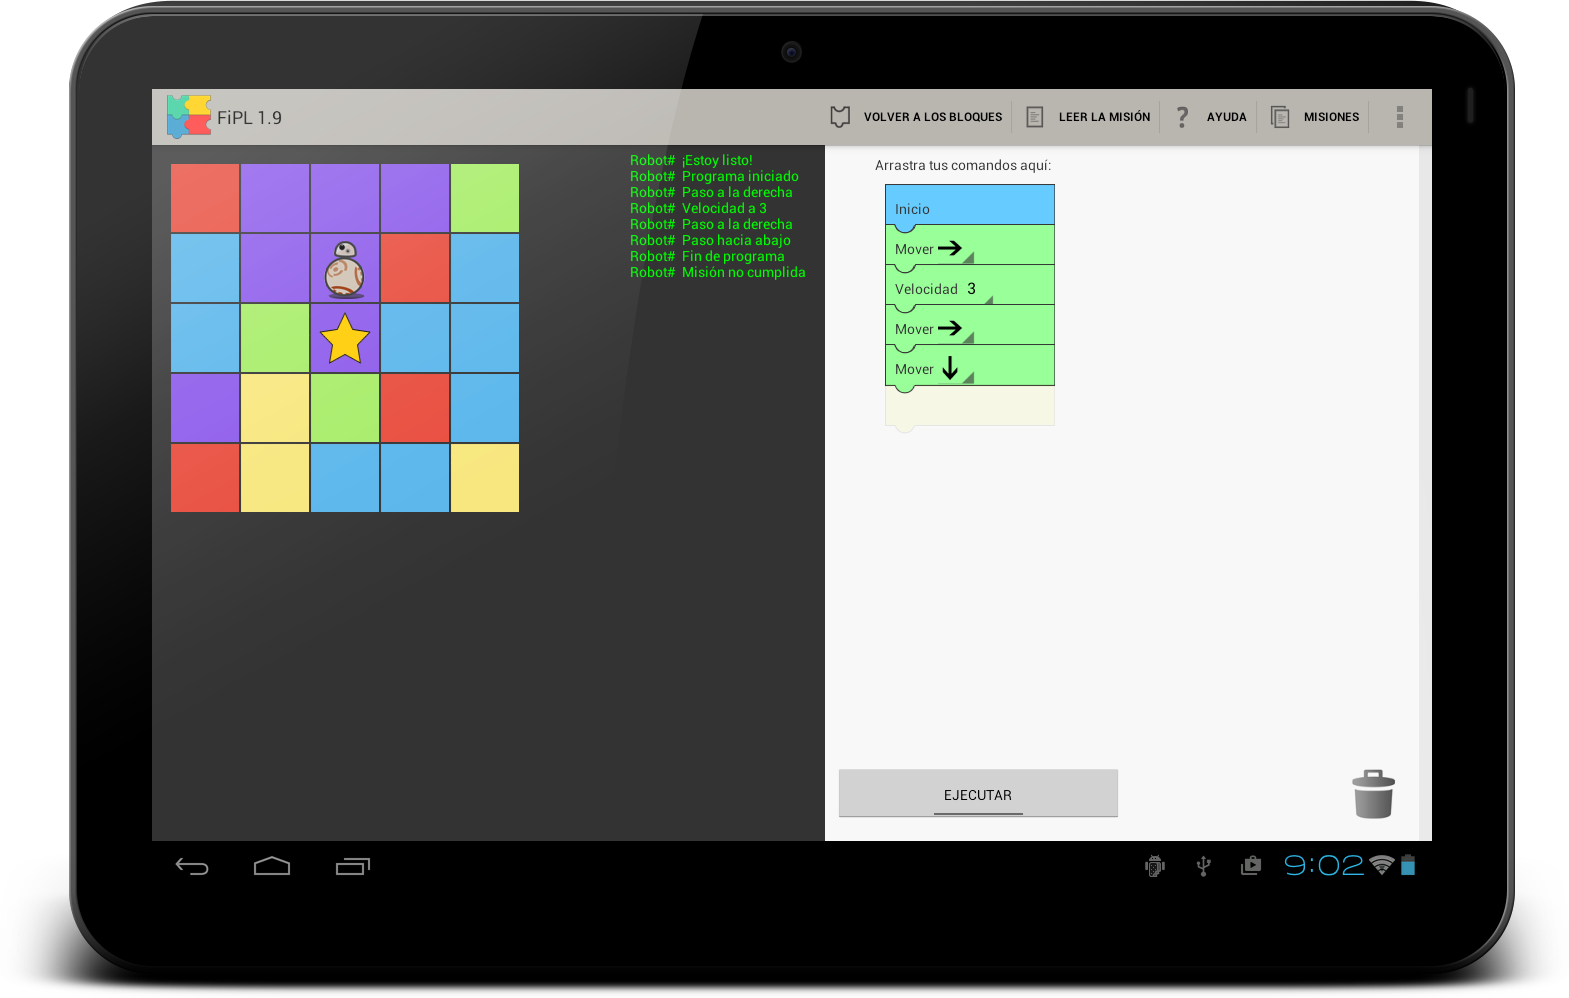 FiPL 1.9
VOLVER A LOS BLOQUES
LEER LA MISIÓN
?
AYUDA
MISIONES
Robot# ¡Estoy listo!
Robot# Programa iniciado
Robot# Paso a la derecha
Robot# Velocidad a 3
Robot# Paso a la derecha
Robot# Paso hacia abajo
Robot# Fin de programa
Robot# Misión no cumplida
Arrastra tus comandos aquí:
Inicio
Mover
Velocidad 3
Mover
Mover
EJECUTAR
9:02